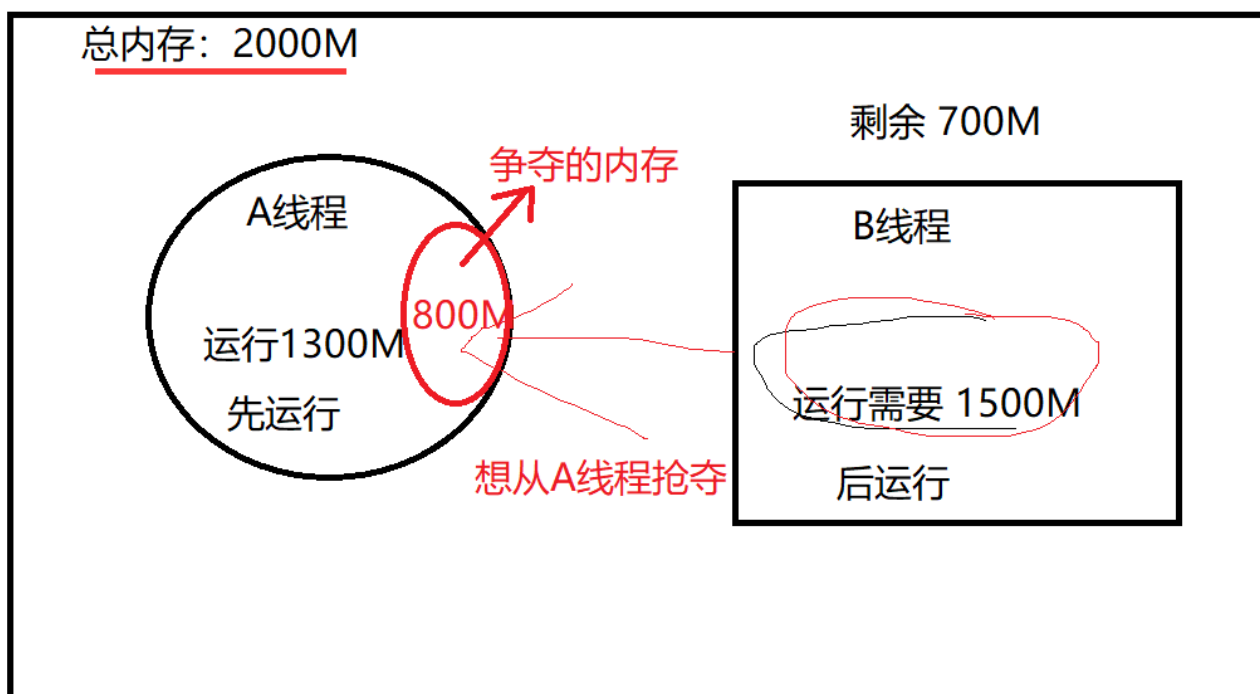 总内存：2000M
剩余 700M
争夺的内存
A线程
B线程
800M
运行1300M
先运行
运行需要 1500M
想从A线程抢夺
后运行